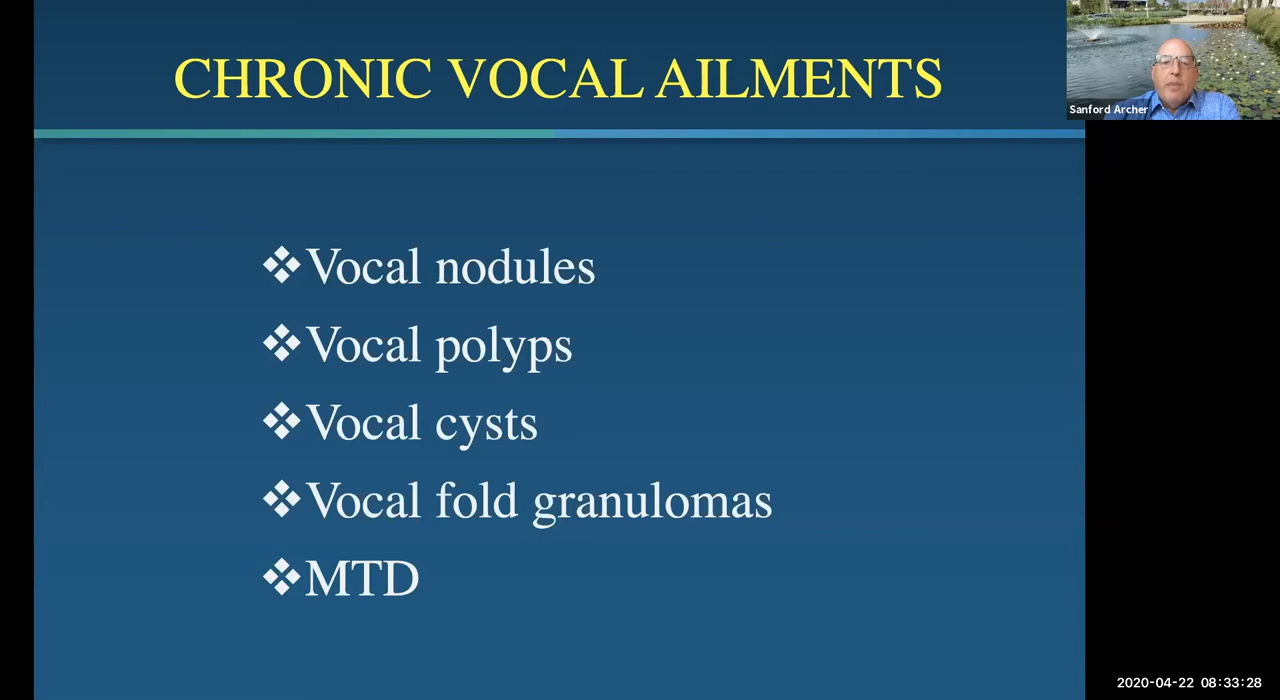 CHRONIC VOCAL AILMENTS
Sanford Archer
❖Vocal nodules
❖Vocal polyps
❖Vocal cysts
❖Vocal fold granulomas
❖MTD
2020-04-22 08:33:28